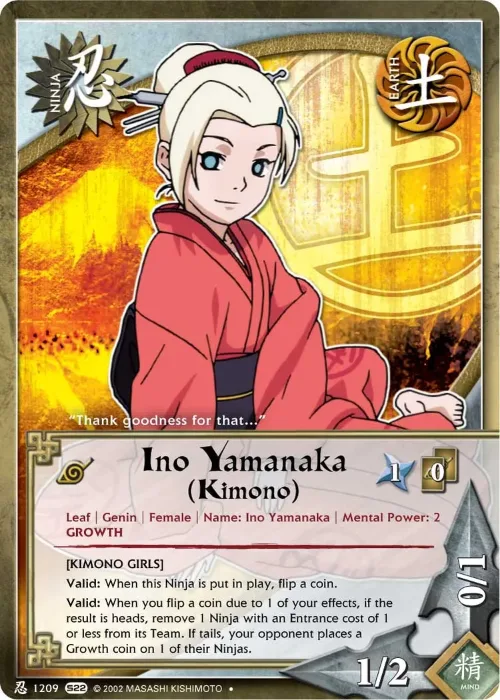 NINJA
忍
EARTH
土
"Thank goodness for that..."
Ino Yamanaka
(Kimono)
1
0
Leaf | Genin | Female | Name: Ino Yamanaka | Mental Power: 2
GROWTH
[KIMONO GIRLS]
Valid: When this Ninja is put in play, flip a coin.
Valid: When you flip a coin due to 1 of your effects, if the
result is heads, remove 1 Ninja with an Entrance cost of 1
or less from its Team. If tails, your opponent places a
Growth coin on 1 of their Ninjas.
0/1
1/2
精
MIND
忍 1209 S22 © 2002 MASASHI KISHIMOTO •